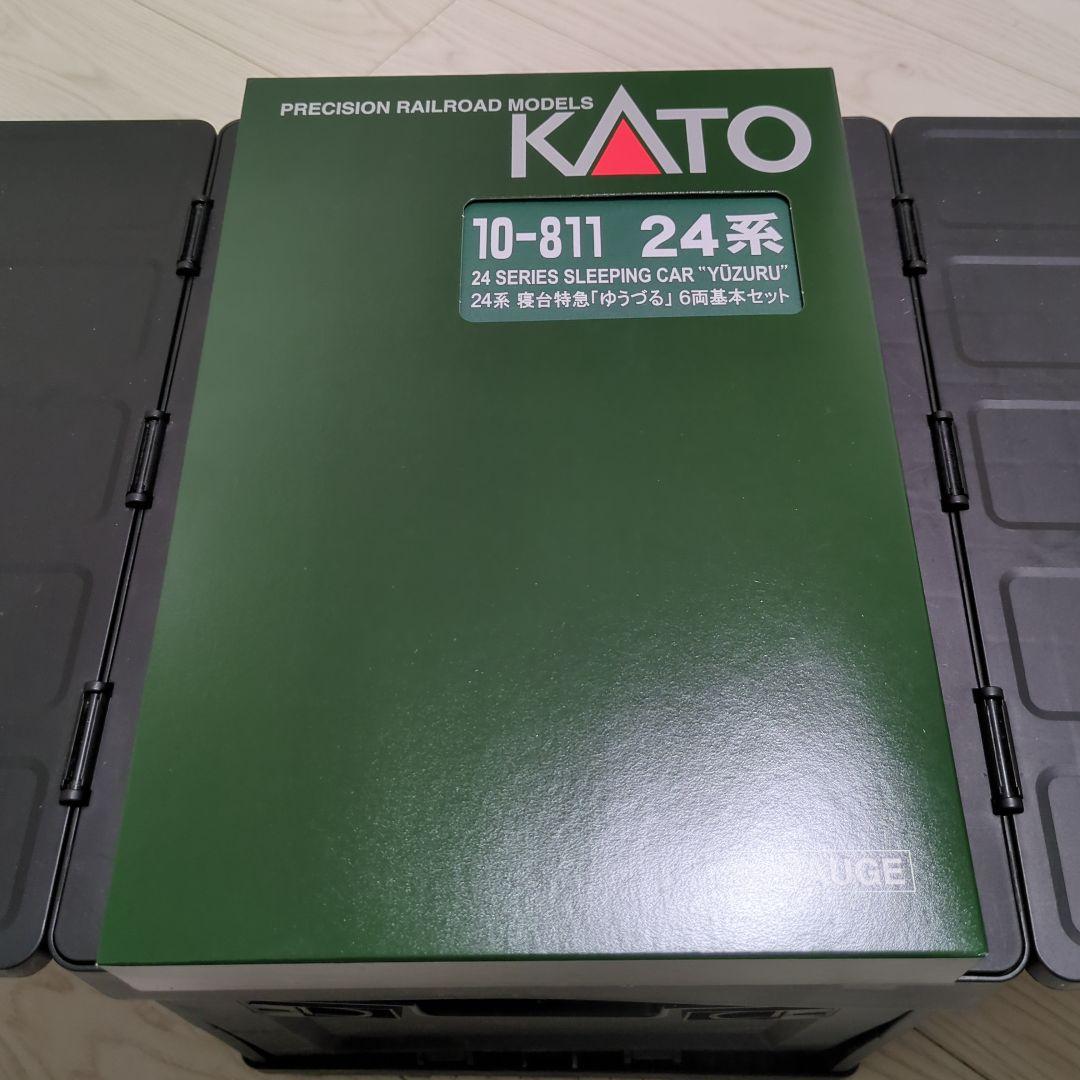 PRECISION RAILROAD MODELS
KATO
10-811 24系
24 SERIES SLEEPING CAR "YŪZURU"
24系 寝台特急「ゆうづる」6両基本セット